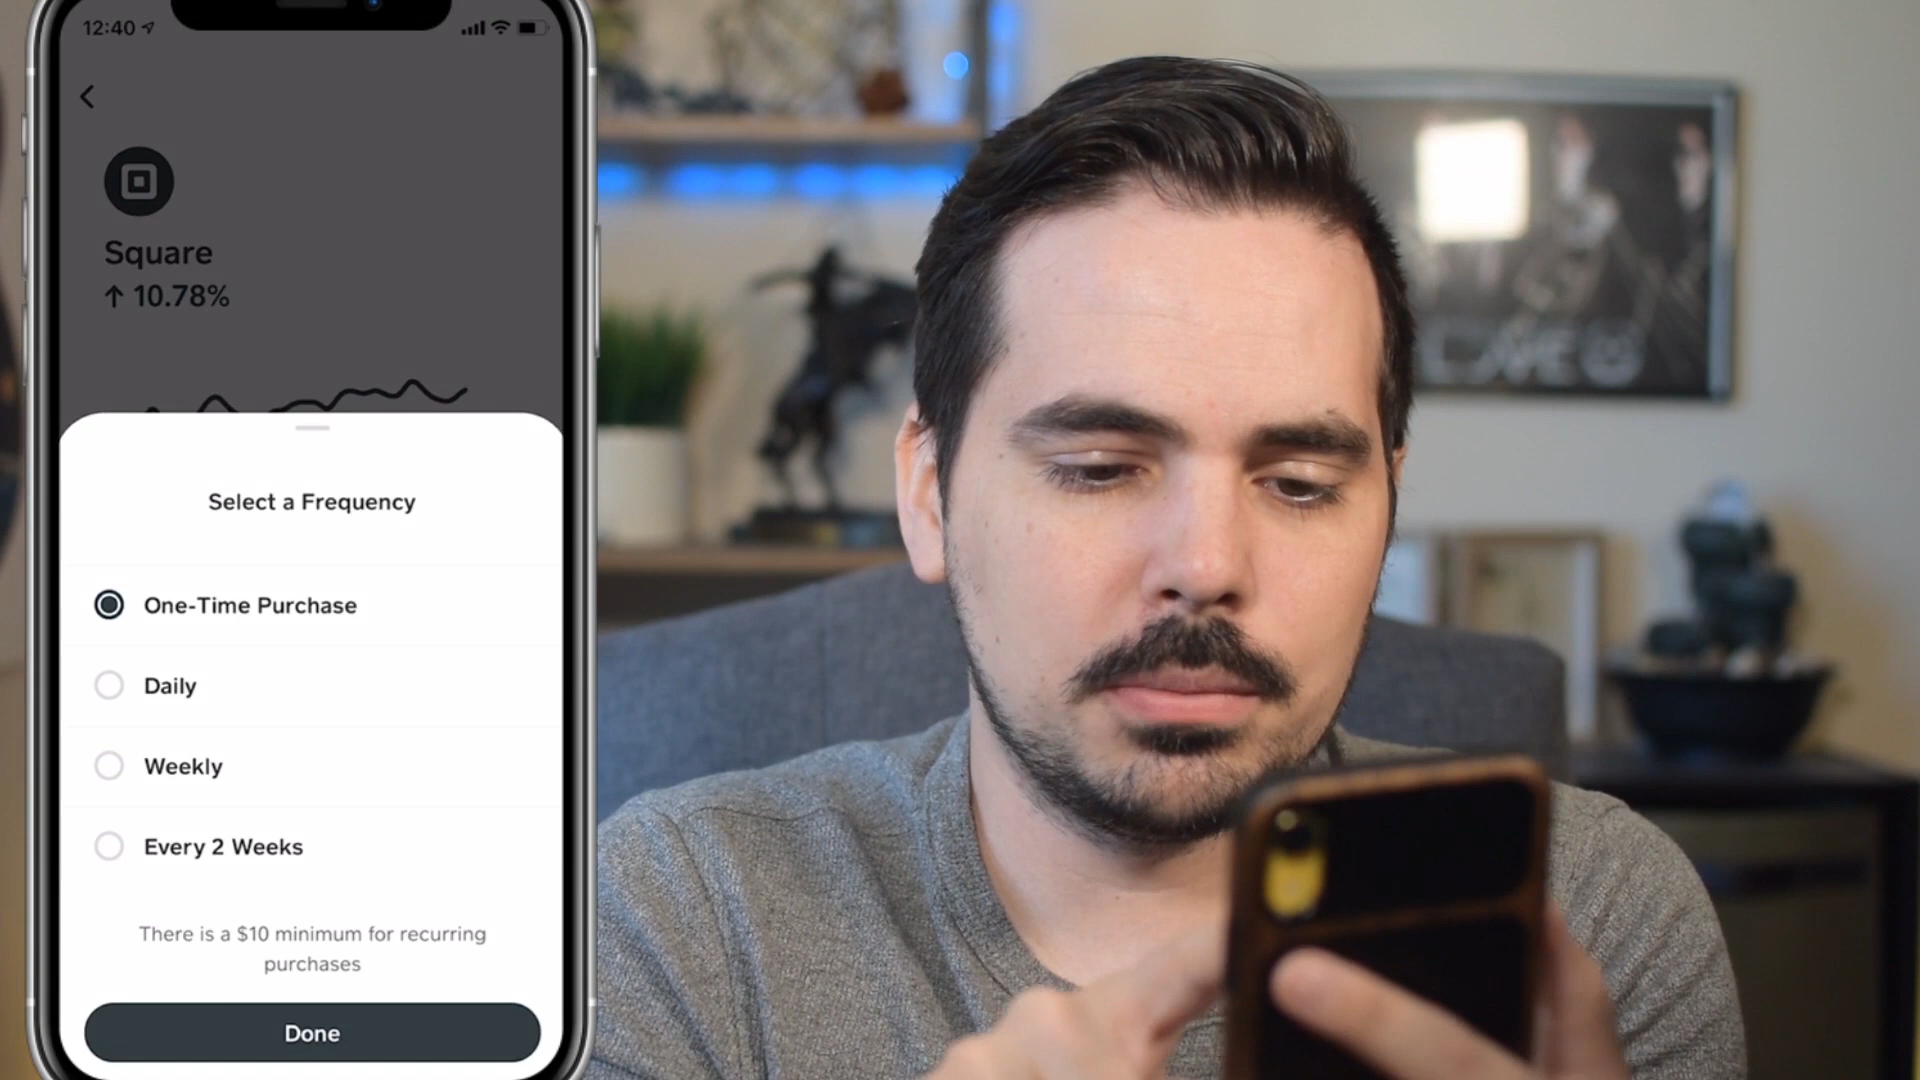 12:40
Square
↑ 10.78%
Select a Frequency
One-Time Purchase
Daily
Weekly
Every 2 Weeks
There is a $10 minimum for recurring
purchases
Done